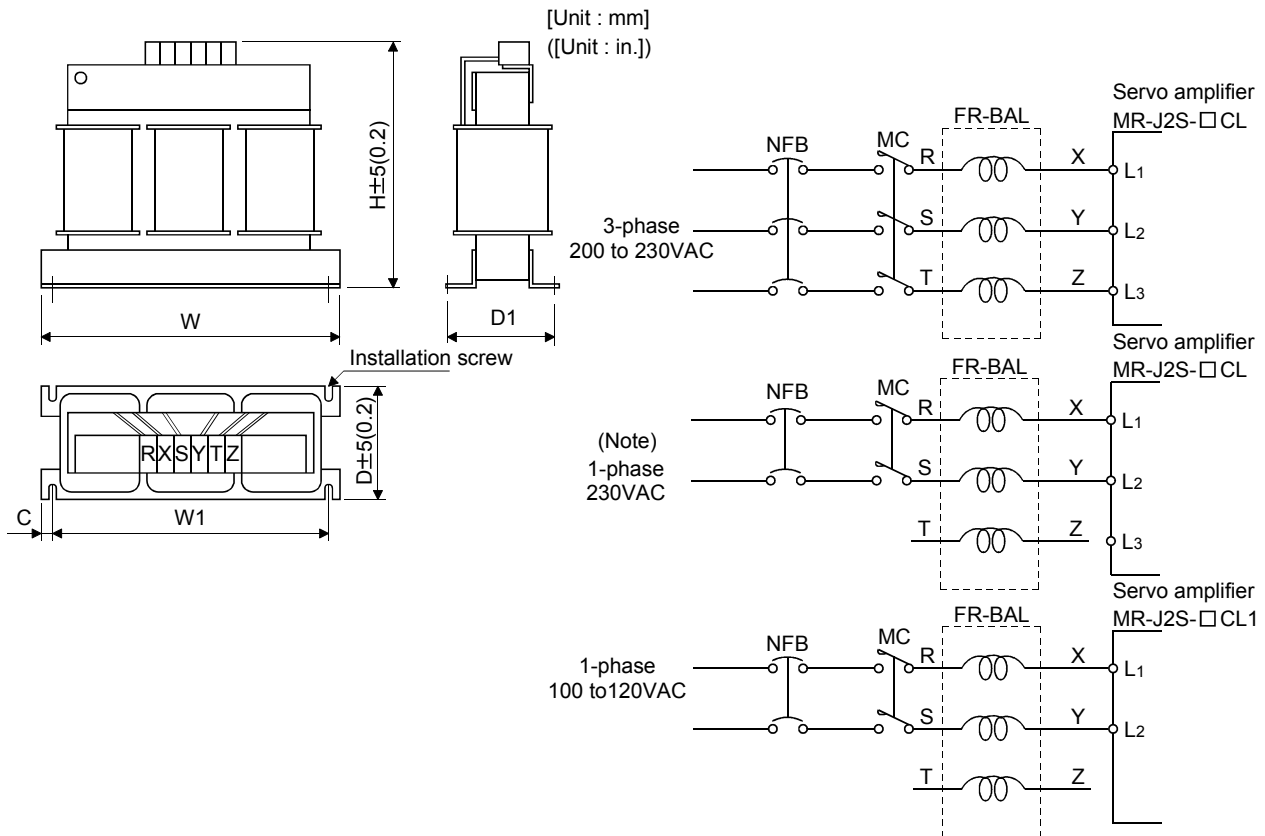 [Unit : mm]
([Unit : in.])
H±5(0.2)
W
D1
Installation screw
RXSYTZ
D±5(0.2)
C
W1
Servo amplifier
MR-J2S-□CL
FR-BAL
NFB
MC
R
X
L1
3-phase
200 to 230VAC
S
Y
L2
T
Z
L3
Servo amplifier
MR-J2S-□CL
FR-BAL
NFB
MC
R
X
L1
(Note)
1-phase
230VAC
S
Y
L2
T
Z
L3
Servo amplifier
MR-J2S-□CL1
FR-BAL
NFB
MC
R
X
L1
1-phase
100 to120VAC
S
Y
L2
T
Z